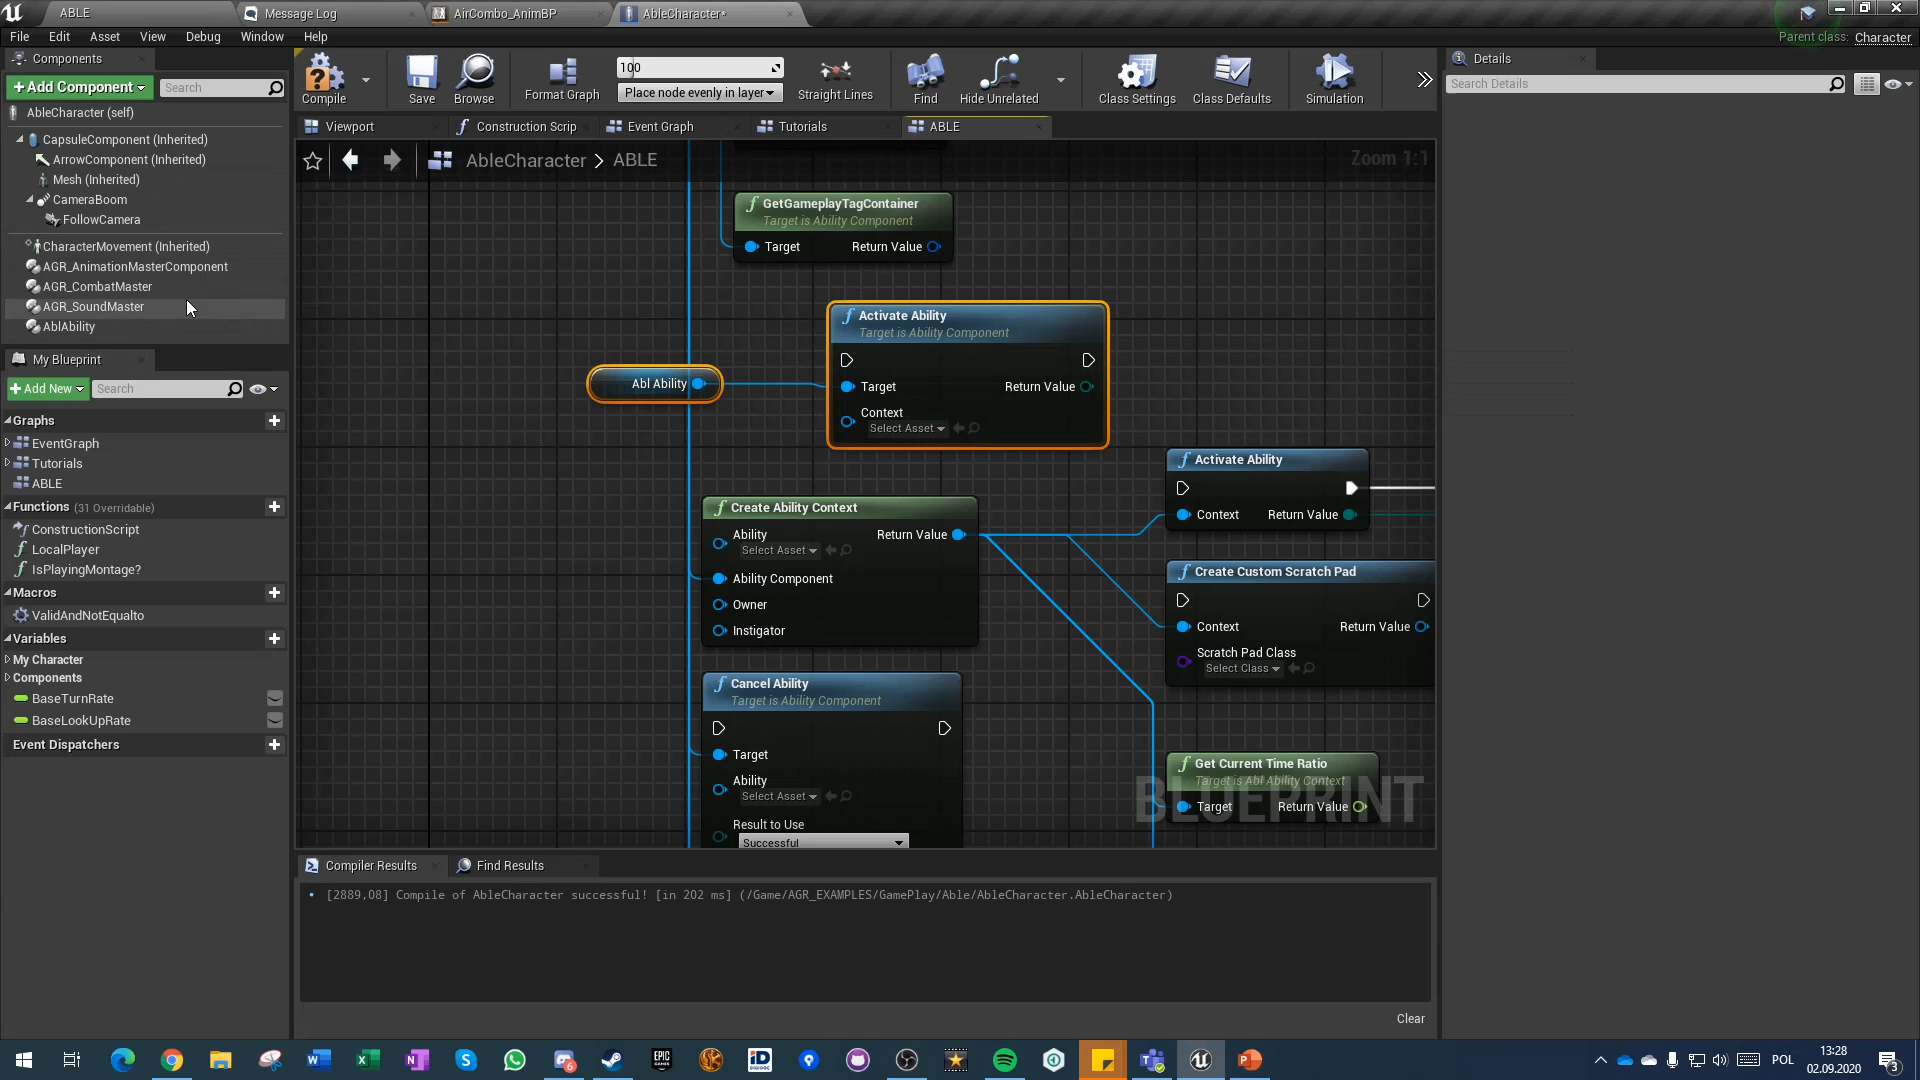 ABLE
Message Log
AirCombo_AnimBP
AbleCharacter*
File Edit Asset View Debug Window Help
Parent class: Character
Components
+Add Component
Search
AbleCharacter (self)
CapsuleComponent (Inherited)
ArrowComponent (Inherited)
Mesh (Inherited)
CameraBoom
FollowCamera
CharacterMovement (Inherited)
AGR_AnimationMasterComponent
AGR_CombatMaster
AGR_SoundMaster
AblAbility
My Blueprint
+Add New
Search
Graphs
EventGraph
Tutorials
ABLE
Functions (31 Overridable)
ConstructionScript
LocalPlayer
IsPlayingMontage?
Macros
ValidAndNotEqualto
Variables
My Character
Components
BaseTurnRate
BaseLookUpRate
Event Dispatchers
Compile
Save
Browse
Format Graph
100
Place node evenly in layer
Straight Lines
Find
Hide Unrelated
Class Settings
Class Defaults
Simulation
Viewport
Construction Scrip
Event Graph
Tutorials
ABLE
AbleCharacter > ABLE
Zoom 1:1
GetGameplayTagContainer
Target is Ability Component
Target Return Value
Activate Ability
Target is Ability Component
Target Return Value
Context
Select Asset
Abl Ability
Activate Ability
Context Return Value
Create Ability Context
Ability Return Value
Select Asset
Ability Component
Owner
Instigator
Create Custom Scratch Pad
Context Return Value
Scratch Pad Class
Select Class
Cancel Ability
Target is Ability Component
Target
Ability
Select Asset
Result to Use
Successful
Get Current Time Ratio
Target is Abl Ability Context
Target Return Value
BLUEPRINT
Compiler Results
Find Results
[2889,08] Compile of AbleCharacter successful! [in 202 ms] (/Game/AGR_EXAMPLES/GamePlay/Able/AbleCharacter.AbleCharacter)
Clear
Details
Search Details
POL
13:28
02.09.2020